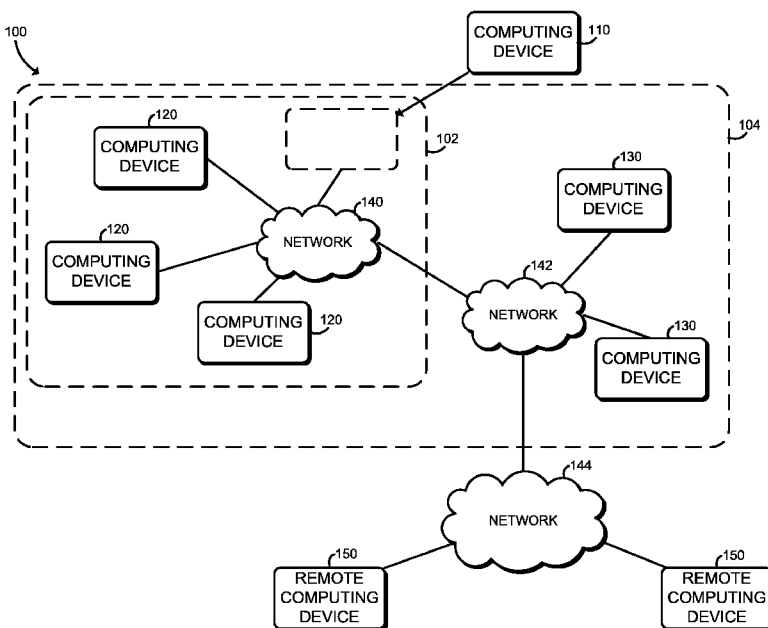 COMPUTING
DEVICE
110
100
120
COMPUTING
DEVICE
102
104
130
COMPUTING
DEVICE
140
NETWORK
120
COMPUTING
DEVICE
120
COMPUTING
DEVICE
142
NETWORK
130
COMPUTING
DEVICE
144
NETWORK
150
REMOTE
COMPUTING
DEVICE
150
REMOTE
COMPUTING
DEVICE